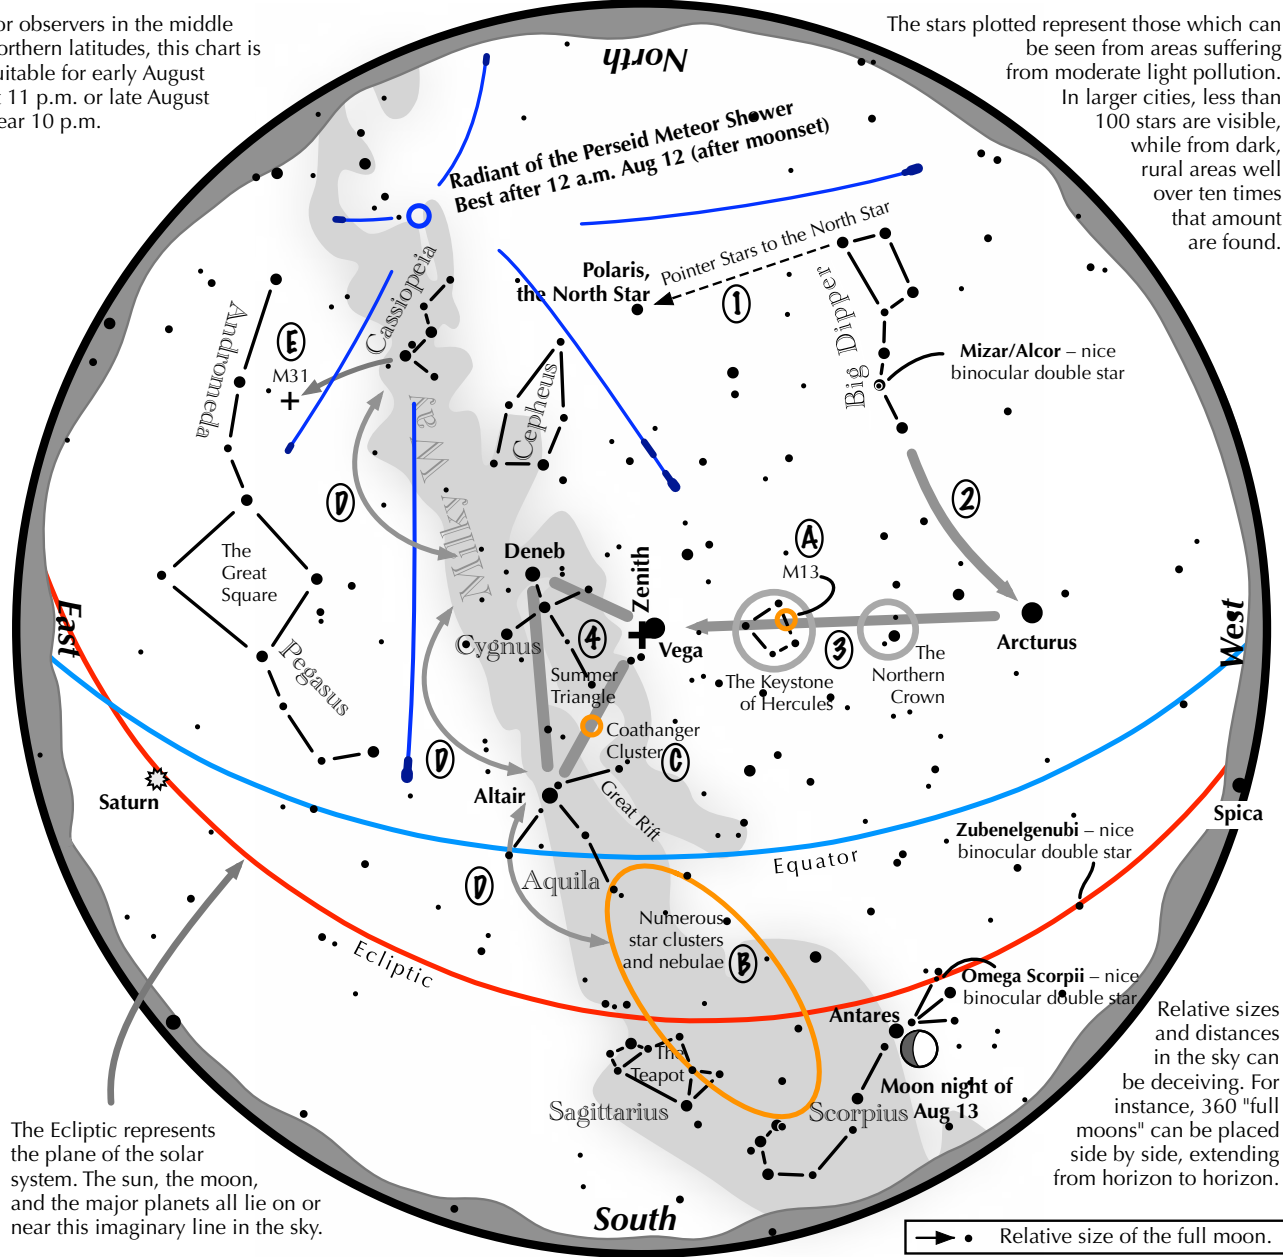 or observers in the middle
orthern latitudes, this chart is
uitable for early August
t 11 p.m. or late August
ear 10 p.m.
The stars plotted represent those which can
be seen from areas suffering
from moderate light pollution.
In larger cities, less than
100 stars are visible,
while from dark,
rural areas well
over ten times
that amount
are found.
North
Radiant of the Perseid Meteor Shower
Best after 12 a.m. Aug 12 (after moonset)
Pointer Stars to the North Star
Polaris,
the North Star
1
Big Dipper
Mizar/Alcor – nice
binocular double star
Cassiopeia
Andromeda
E
M31
Cepheus
Milky Way
D
2
A
M13
Deneb
Zenith
The
Great
Square
East
West
Cygnus
4
Vega
3
Arcturus
Pegasus
Summer
Triangle
The Keystone
of Hercules
The
Northern
Crown
Coathanger
Cluster
C
D
Saturn
Altair
Great Rift
Spica
Zubenelgenubi – nice
binocular double star
Equator
D
Aquila
Numerous
star clusters
and nebulae
B
Ecliptic
Omega Scorpii – nice
binocular double star
Antares
The
Teapot
Moon night of
Aug 13
Sagittarius
Scorpius
Relative sizes
and distances
in the sky can
be deceiving. For
instance, 360 "full
moons" can be placed
side by side, extending
from horizon to horizon.
The Ecliptic represents
the plane of the solar
system. The sun, the moon,
and the major planets all lie on or
near this imaginary line in the sky.
South
Relative size of the full moon.